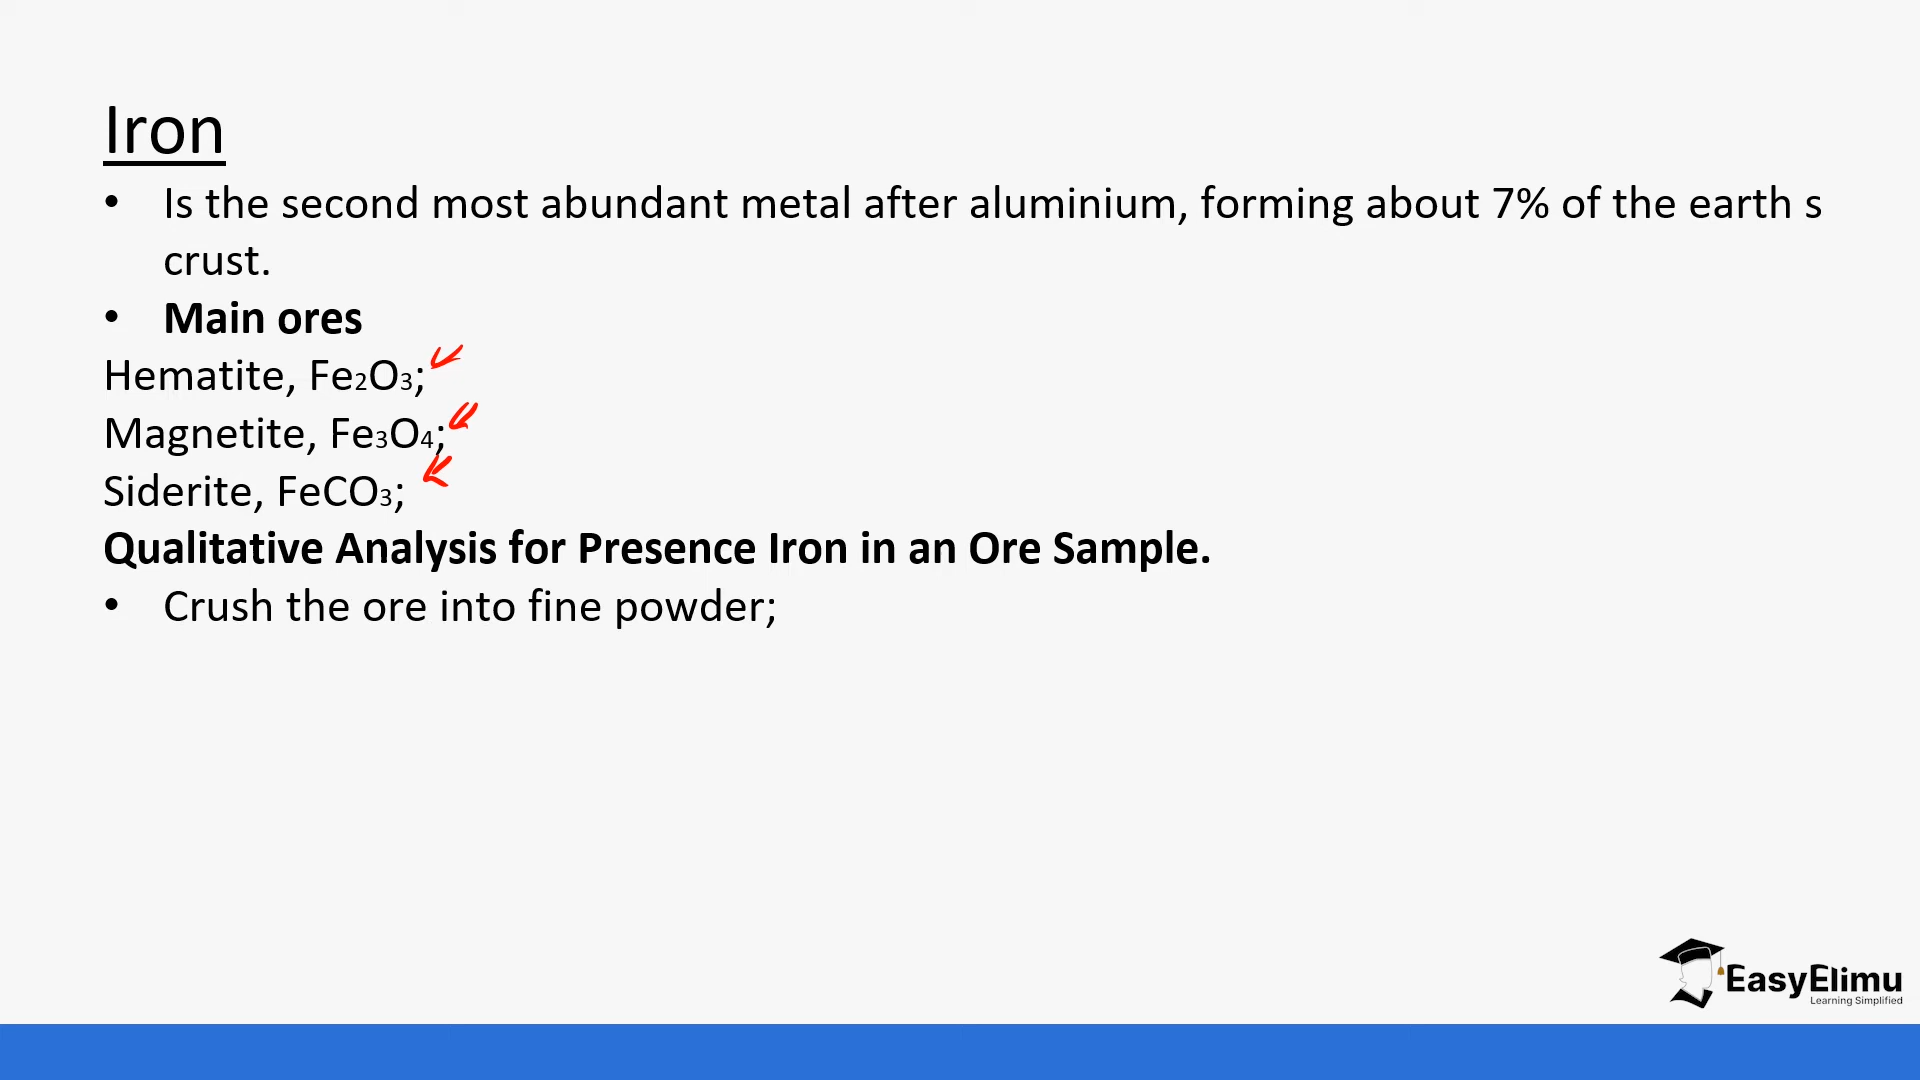 Iron
• Is the second most abundant metal after aluminium, forming about 7% of the earth s
crust.
• Main ores
Hematite, Fe₂O₃;
Magnetite, Fe₃O₄;
Siderite, FeCO₃;
Qualitative Analysis for Presence Iron in an Ore Sample.
• Crush the ore into fine powder;
EasyElimu
Learning Simplified